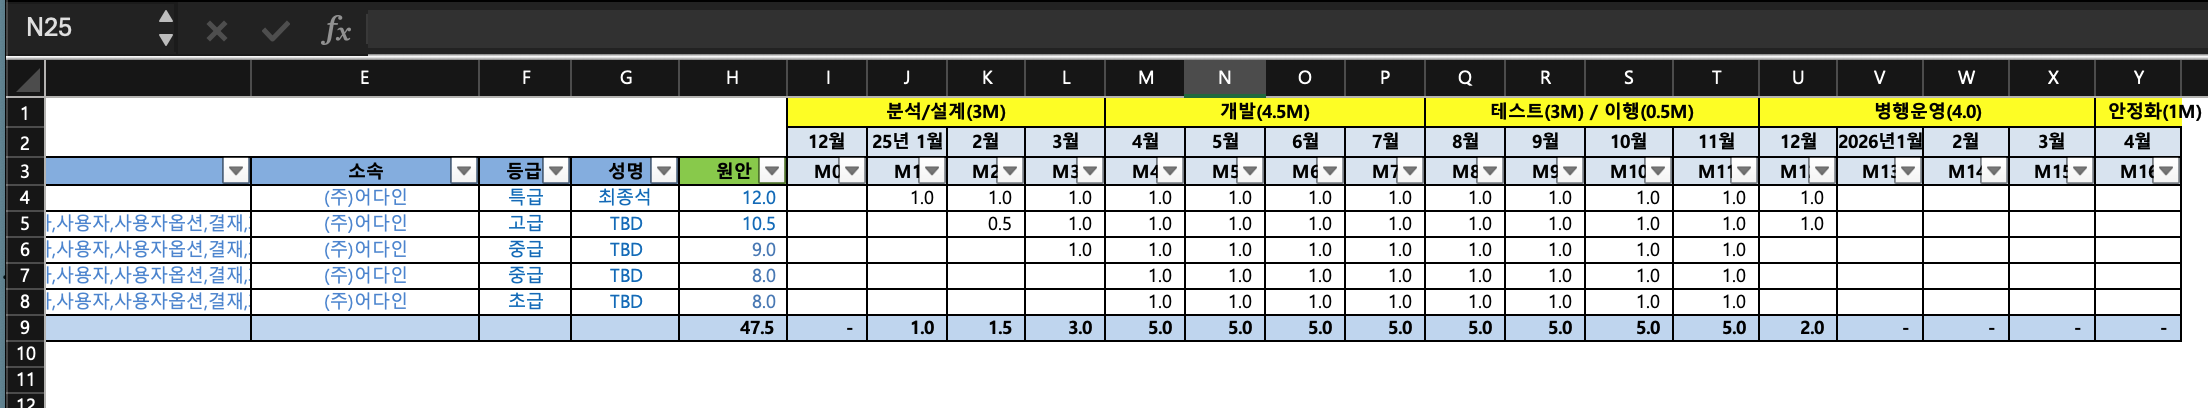 N25 fx
E F G H I J K L M N O P Q R S T U V W X Y
1 분석/설계(3M) 개발(4.5M) 테스트(3M) / 이행(0.5M) 병행운영(4.0) 안정화(1M)
2 12월 25년 1월 2월 3월 4월 5월 6월 7월 8월 9월 10월 11월 12월 2026년1월 2월 3월 4월
3 소속 등급 성명 원안 M0 M1 M2 M3 M4 M5 M6 M7 M8 M9 M10 M11 M1 M13 M14 M15 M16
4 (주)어다인 특급 최종석 12.0 1.0 1.0 1.0 1.0 1.0 1.0 1.0 1.0 1.0 1.0 1.0 1.0
5 ,사용자,사용자옵션,결재, (주)어다인 고급 TBD 10.5 0.5 1.0 1.0 1.0 1.0 1.0 1.0 1.0 1.0 1.0 1.0
6 ,사용자,사용자옵션,결재, (주)어다인 중급 TBD 9.0 1.0 1.0 1.0 1.0 1.0 1.0 1.0 1.0 1.0
7 ,사용자,사용자옵션,결재, (주)어다인 중급 TBD 8.0 1.0 1.0 1.0 1.0 1.0 1.0 1.0 1.0
8 ,사용자,사용자옵션,결재, (주)어다인 초급 TBD 8.0 1.0 1.0 1.0 1.0 1.0 1.0 1.0 1.0
9 47.5 - 1.0 1.5 3.0 5.0 5.0 5.0 5.0 5.0 5.0 5.0 5.0 2.0 - - - -
10
11
12